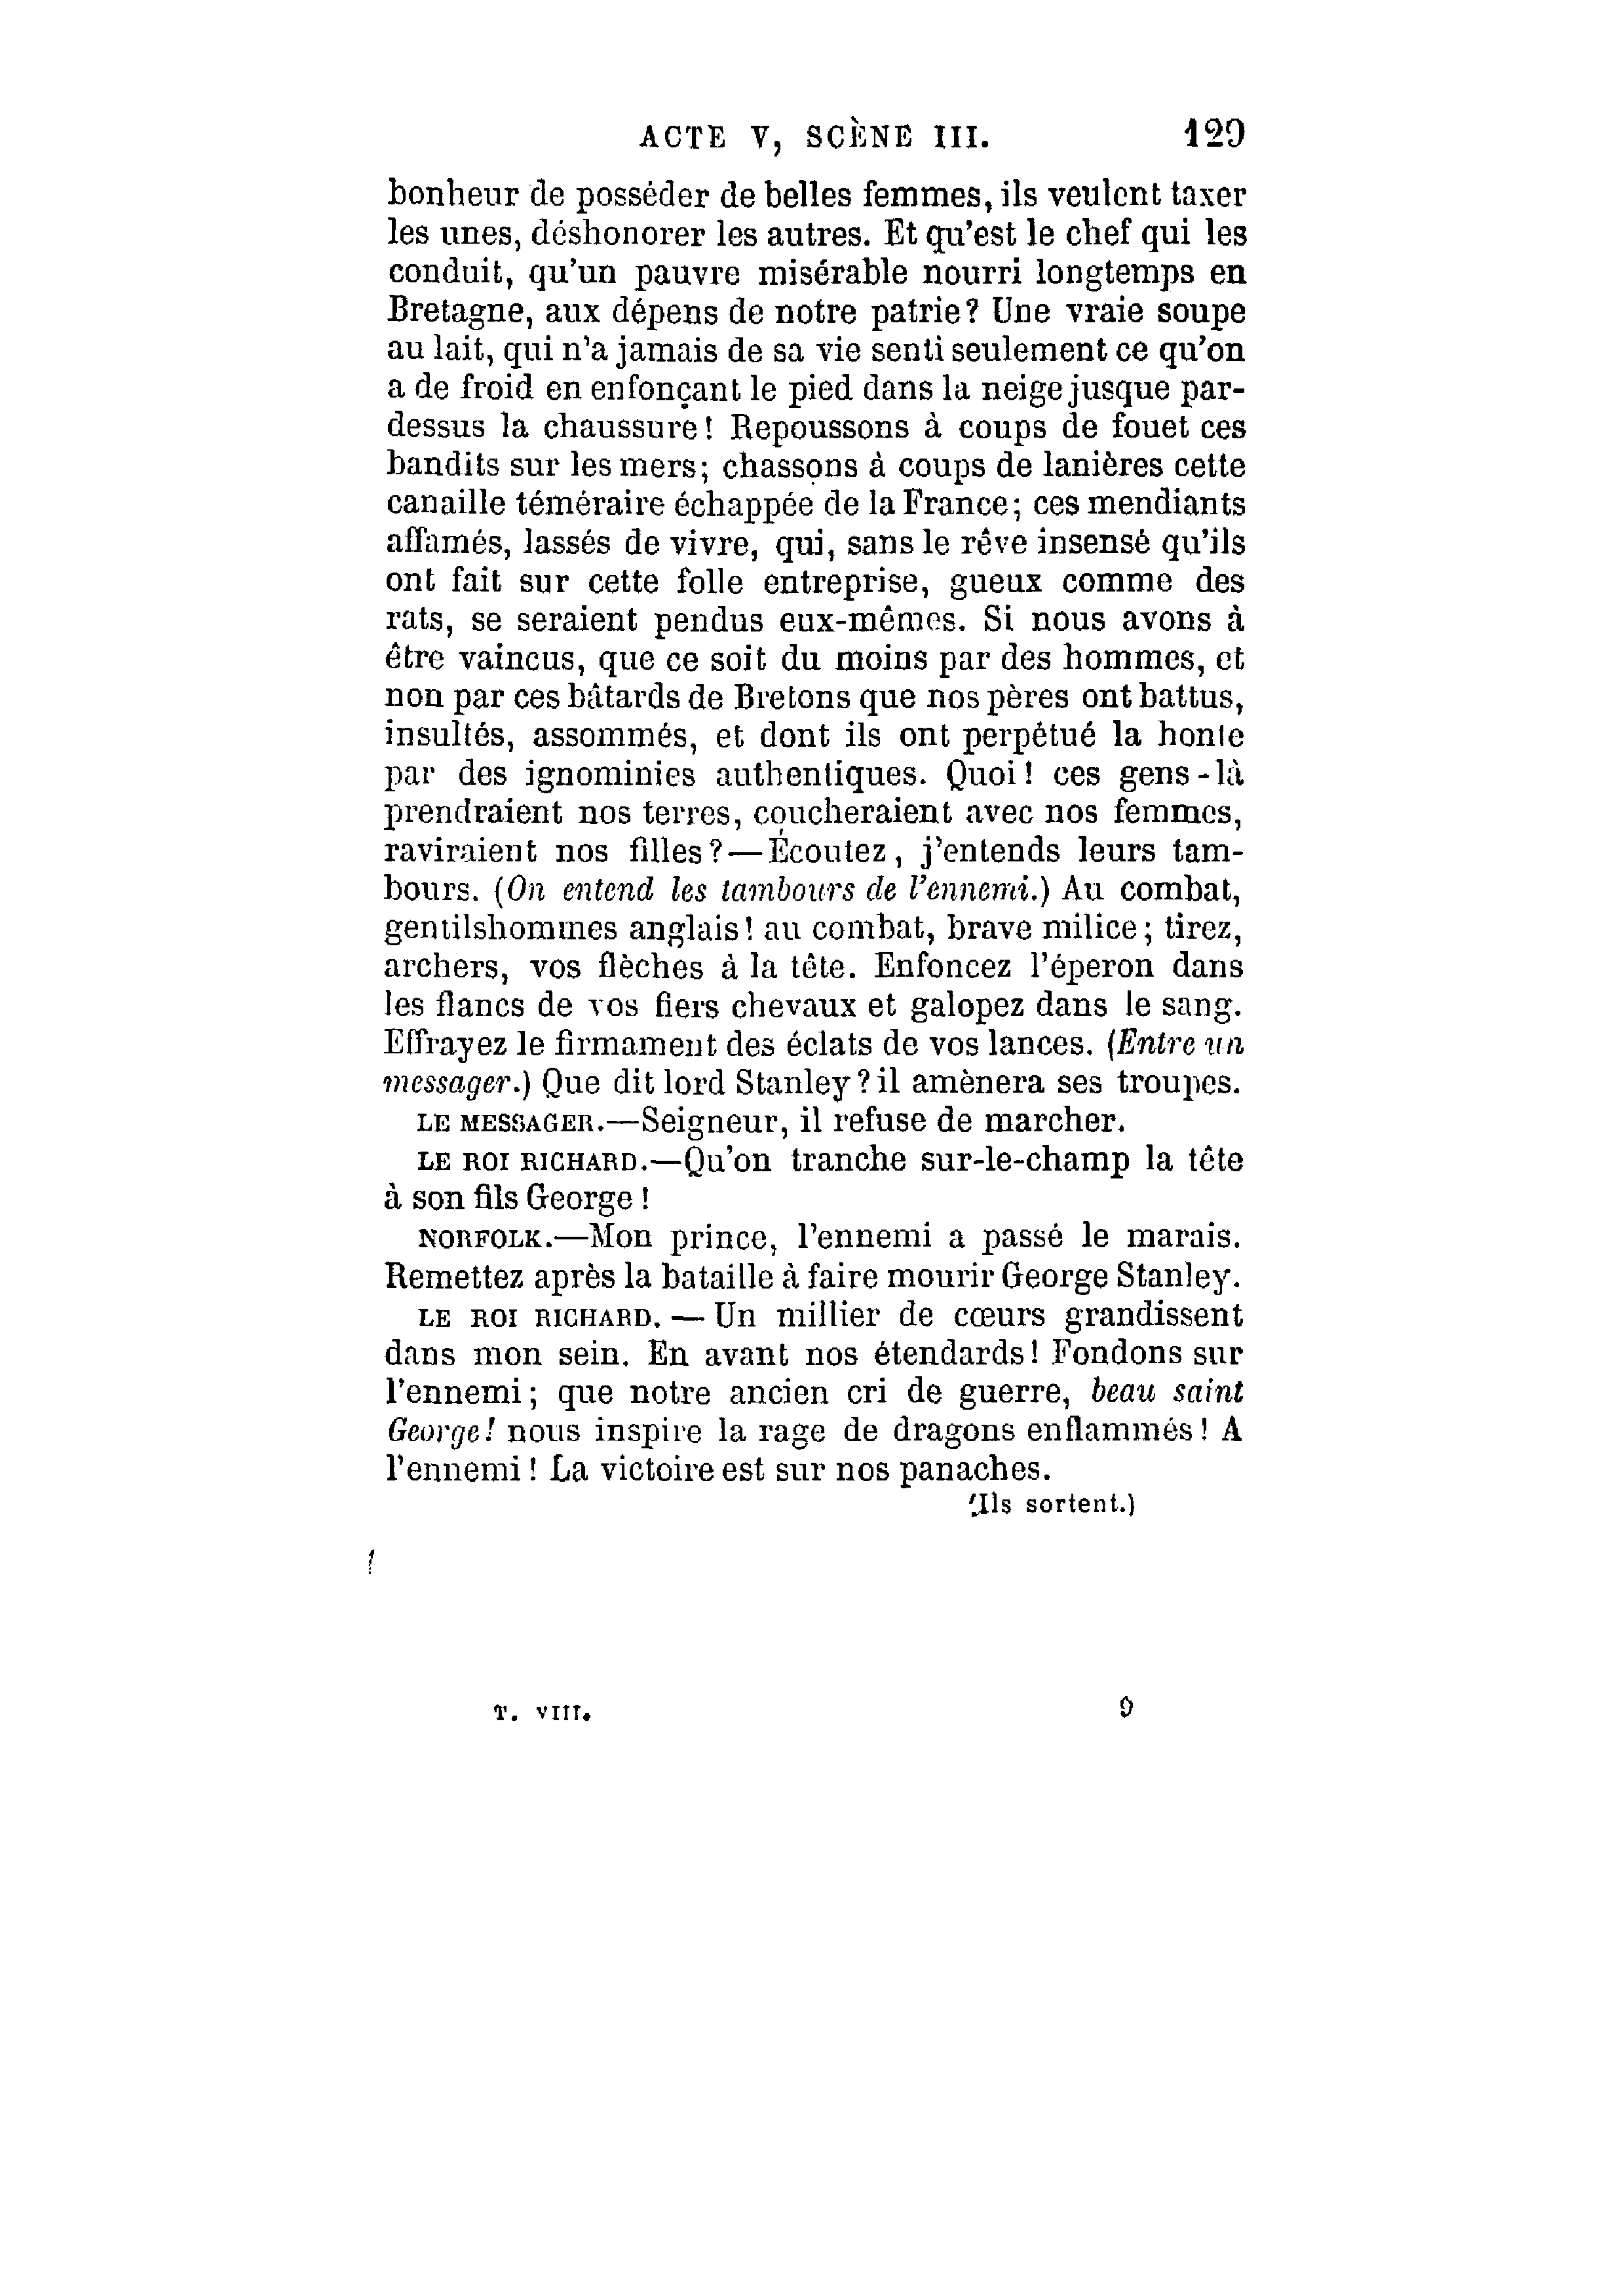 ACTE V, SCÈNE III. 129
bonheur de posséder de belles femmes, ils veulent taxer
les unes, déshonorer les autres. Et qu'est le chef qui les
conduit, qu'un pauvre misérable nourri longtemps en
Bretagne, aux dépens de notre patrie? Une vraie soupe
au lait, qui n'a jamais de sa vie senti seulement ce qu'on
a de froid en enfonçant le pied dans la neige jusque par-
dessus la chaussure! Repoussons à coups de fouet ces
bandits sur les mers; chassons à coups de lanières cette
canaille téméraire échappée de la France; ces mendiants
affamés, lassés de vivre, qui, sans le rêve insensé qu'ils
ont fait sur cette folle entreprise, gueux comme des
rats, se seraient pendus eux-mêmes. Si nous avons à
être vaincus, que ce soit du moins par des hommes, et
non par ces bâtards de Bretons que nos pères ont battus,
insultés, assommés, et dont ils ont perpétué la honte
par des ignominies authentiques. Quoi! ces gens-là
prendraient nos terres, coucheraient avec nos femmes,
raviraient nos filles?—Écoutez, j'entends leurs tam-
bours. (On entend les tambours de l'ennemi.) Au combat,
gentilshommes anglais! au combat, brave milice; tirez,
archers, vos flèches à la tête. Enfoncez l'éperon dans
les flancs de vos fiers chevaux et galopez dans le sang.
Effrayez le firmament des éclats de vos lances. (Entre un
messager.) Que dit lord Stanley? il amènera ses troupes.
LE MESSAGER.—Seigneur, il refuse de marcher.
LE ROI RICHARD.—Qu'on tranche sur-le-champ la tête
à son fils George!
NORFOLK.—Mon prince, l'ennemi a passé le marais.
Remettez après la bataille à faire mourir George Stanley.
LE ROI RICHARD. — Un millier de cœurs grandissent
dans mon sein. En avant nos étendards! Fondons sur
l'ennemi; que notre ancien cri de guerre, beau saint
George! nous inspire la rage de dragons enflammés! A
l'ennemi! La victoire est sur nos panaches.
(Ils sortent.)
T. VIII. 9